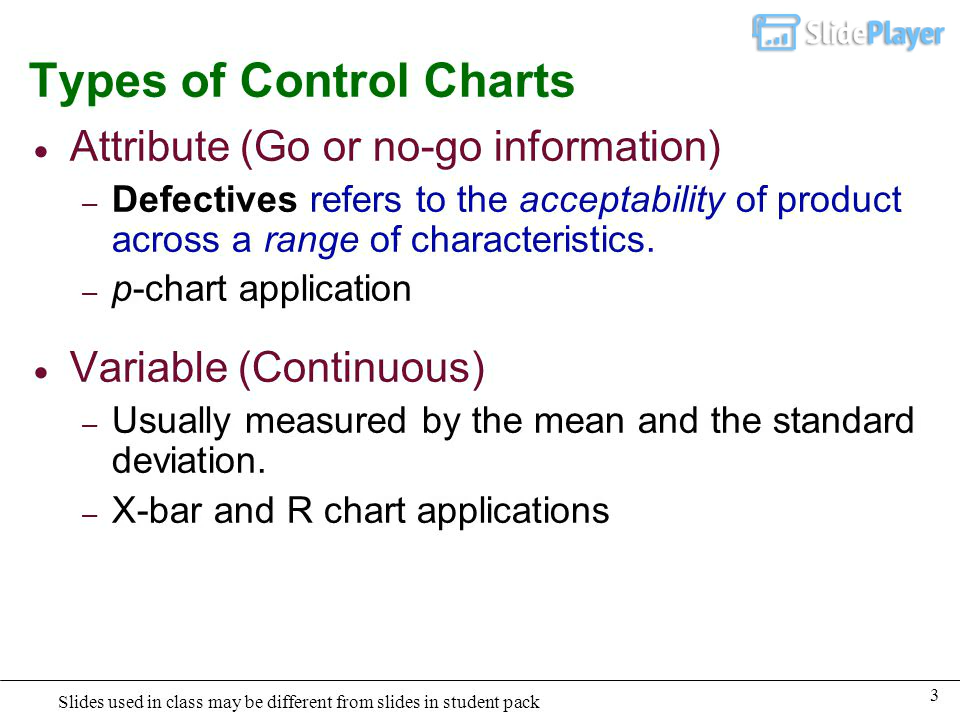 SlidePlayer
Types of Control Charts
• Attribute (Go or no-go information)
– Defectives refers to the acceptability of product
across a range of characteristics.
– p-chart application
• Variable (Continuous)
– Usually measured by the mean and the standard
deviation.
– X-bar and R chart applications
Slides used in class may be different from slides in student pack
3